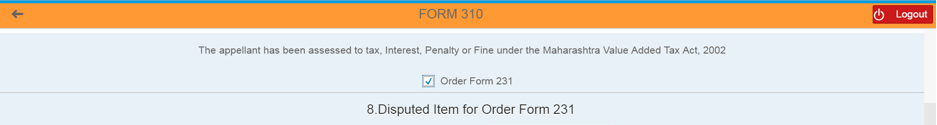 FORM 310
Logout
The appellant has been assessed to tax, Interest, Penalty or Fine under the Maharashtra Value Added Tax Act, 2002
Order Form 231
8.Disputed Item for Order Form 231